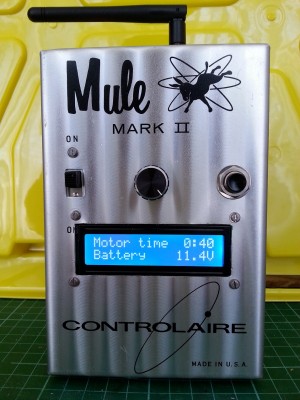 Mule
MARK II
ON
Motor time 0:40
Battery 11.4V
CONTROLAIRE
MADE IN U.S.A.